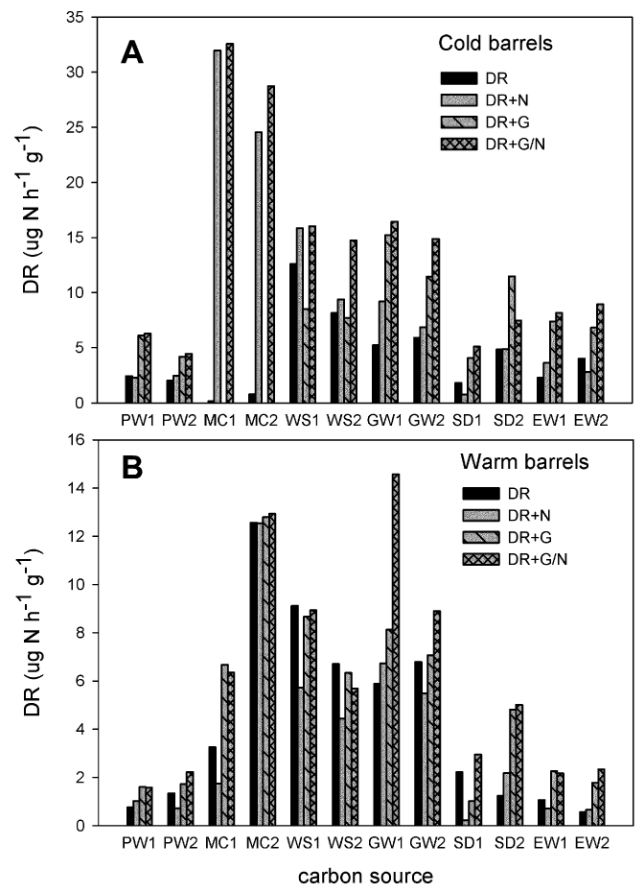 A
Cold barrels
DR
DR+N
DR+G
DR+G/N
35
30
25
20
15
10
5
0
DR (ug N h⁻¹ g⁻¹)
PW1 PW2 MC1 MC2 WS1 WS2 GW1 GW2 SD1 SD2 EW1 EW2
B
Warm barrels
DR
DR+N
DR+G
DR+G/N
16
14
12
10
8
6
4
2
0
DR (ug N h⁻¹ g⁻¹)
PW1 PW2 MC1 MC2 WS1 WS2 GW1 GW2 SD1 SD2 EW1 EW2
carbon source